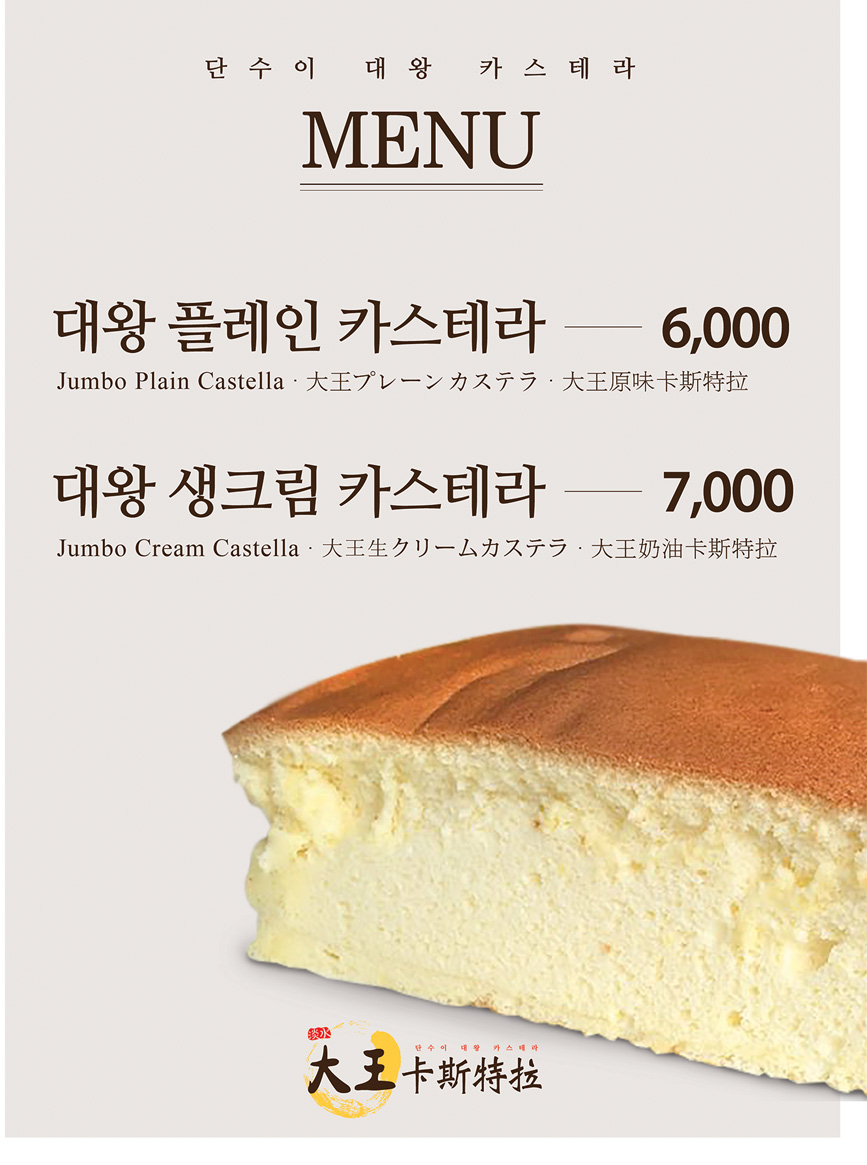 단수이 대왕 카스테라
MENU
대왕 플레인 카스테라 6,000
Jumbo Plain Castella · 大王プレーンカステラ · 大王原味卡斯特拉
대왕 생크림 카스테라 7,000
Jumbo Cream Castella · 大王生クリームカステラ · 大王奶油卡斯特拉
淡水
단수이 대왕 카스테라
大王卡斯特拉